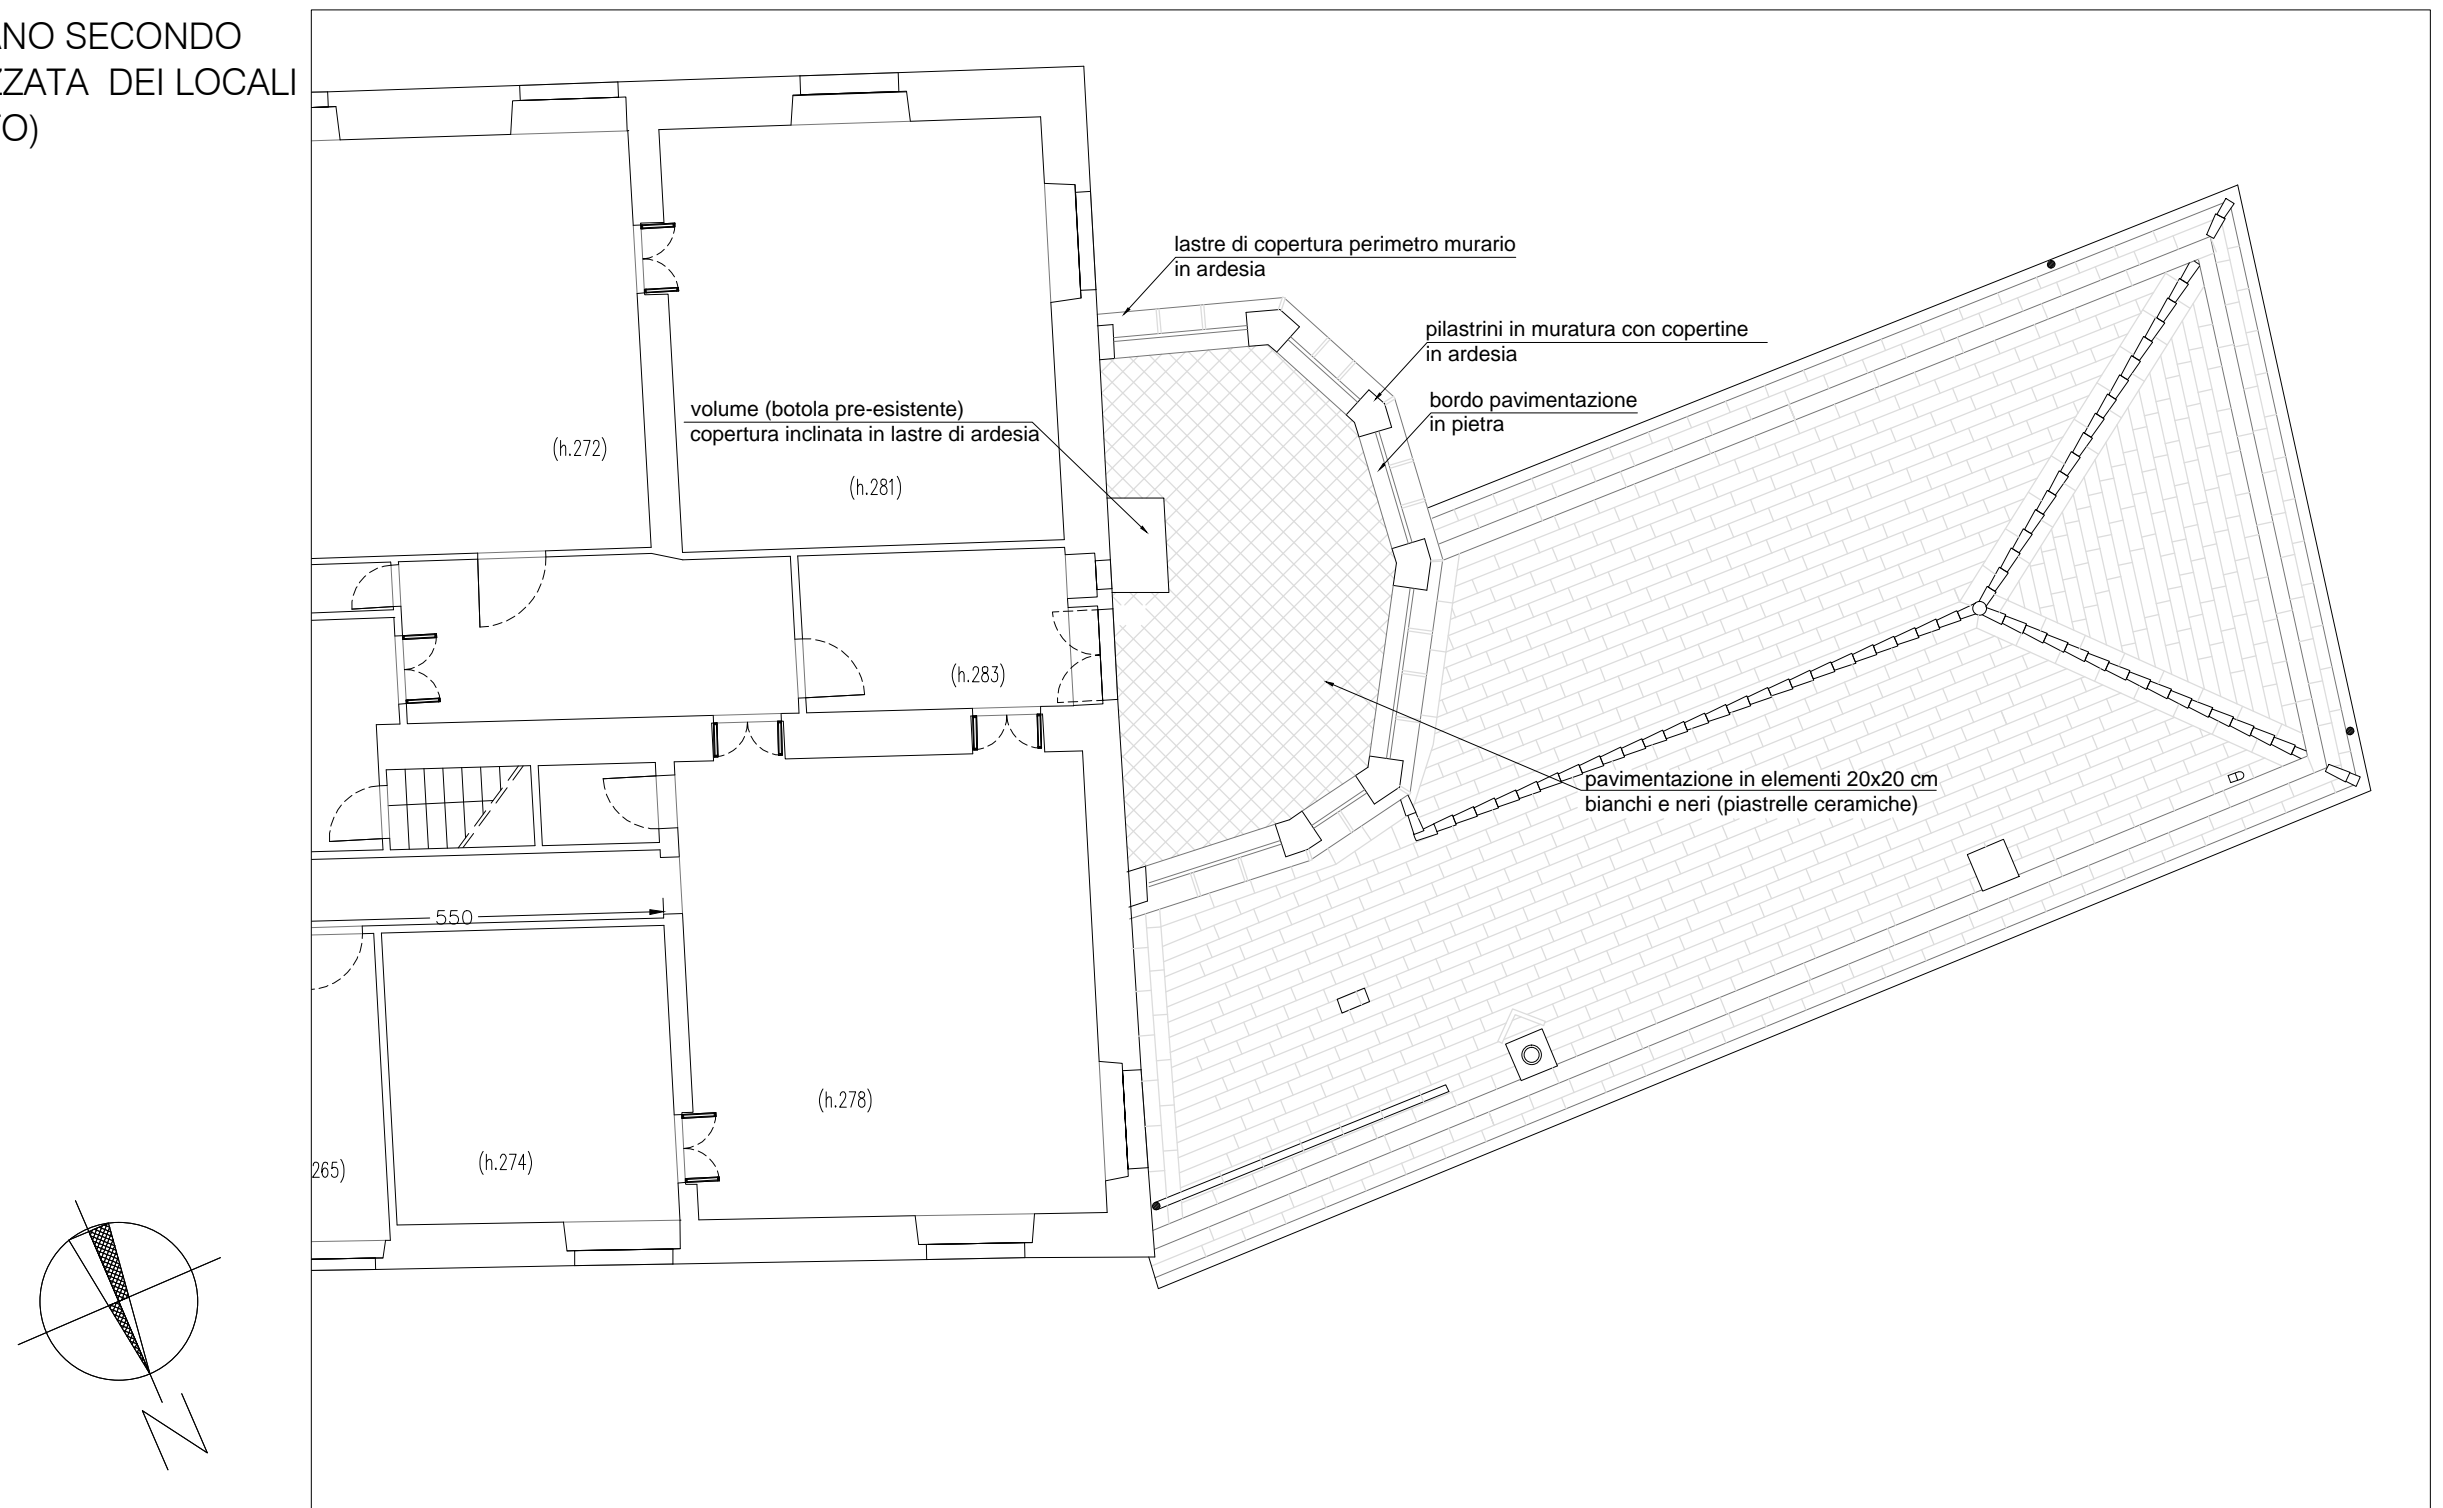 ANO SECONDO
ZZATA DEI LOCALI
TO)
lastre di copertura perimetro murario
in ardesia
pilastrini in muratura con copertine
in ardesia
bordo pavimentazione
in pietra
volume (botola pre-esistente)
copertura inclinata in lastre di ardesia
(h.272)
(h.281)
(h.283)
pavimentazione in elementi 20x20 cm
bianchi e neri (piastrelle ceramiche)
550
(h.278)
(h.274)
265)
N